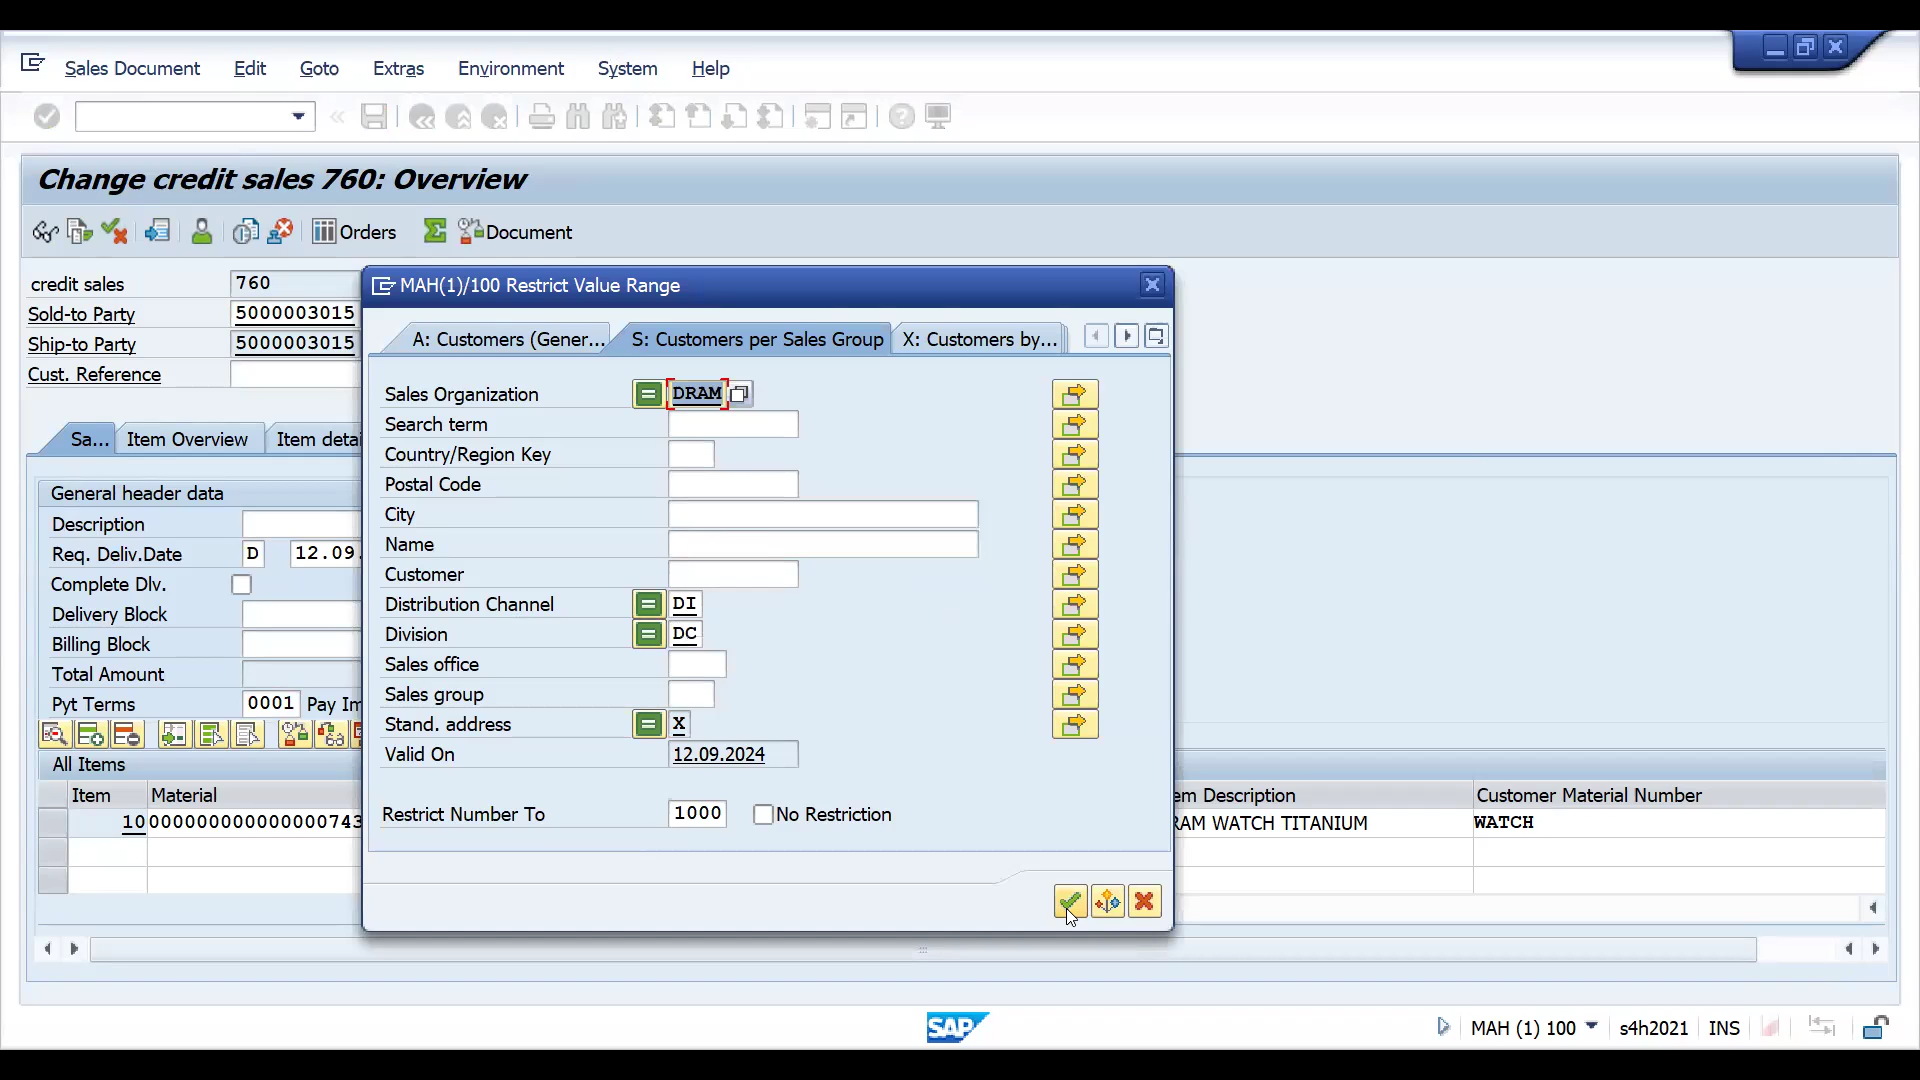 Sales Document Edit Goto Extras Environment System Help
Change credit sales 760: Overview
Orders Document
credit sales 760
Sold-to Party 5000003015
Ship-to Party 5000003015
Cust. Reference
Sa... Item Overview Item detai
General header data
Description
Req. Deliv.Date D 12.09.
Complete Dlv.
Delivery Block
Billing Block
Total Amount
Pyt Terms 0001 Pay Im
All Items
Item Material em Description Customer Material Number
10 000000000000000743 RAM WATCH TITANIUM WATCH
MAH(1)/100 Restrict Value Range
A: Customers (Gener... S: Customers per Sales Group X: Customers by...
Sales Organization = DRAM
Search term
Country/Region Key
Postal Code
City
Name
Customer
Distribution Channel = DI
Division = DC
Sales office
Sales group
Stand. address = X
Valid On 12.09.2024
Restrict Number To 1000 No Restriction
SAP MAH (1) 100 s4h2021 INS